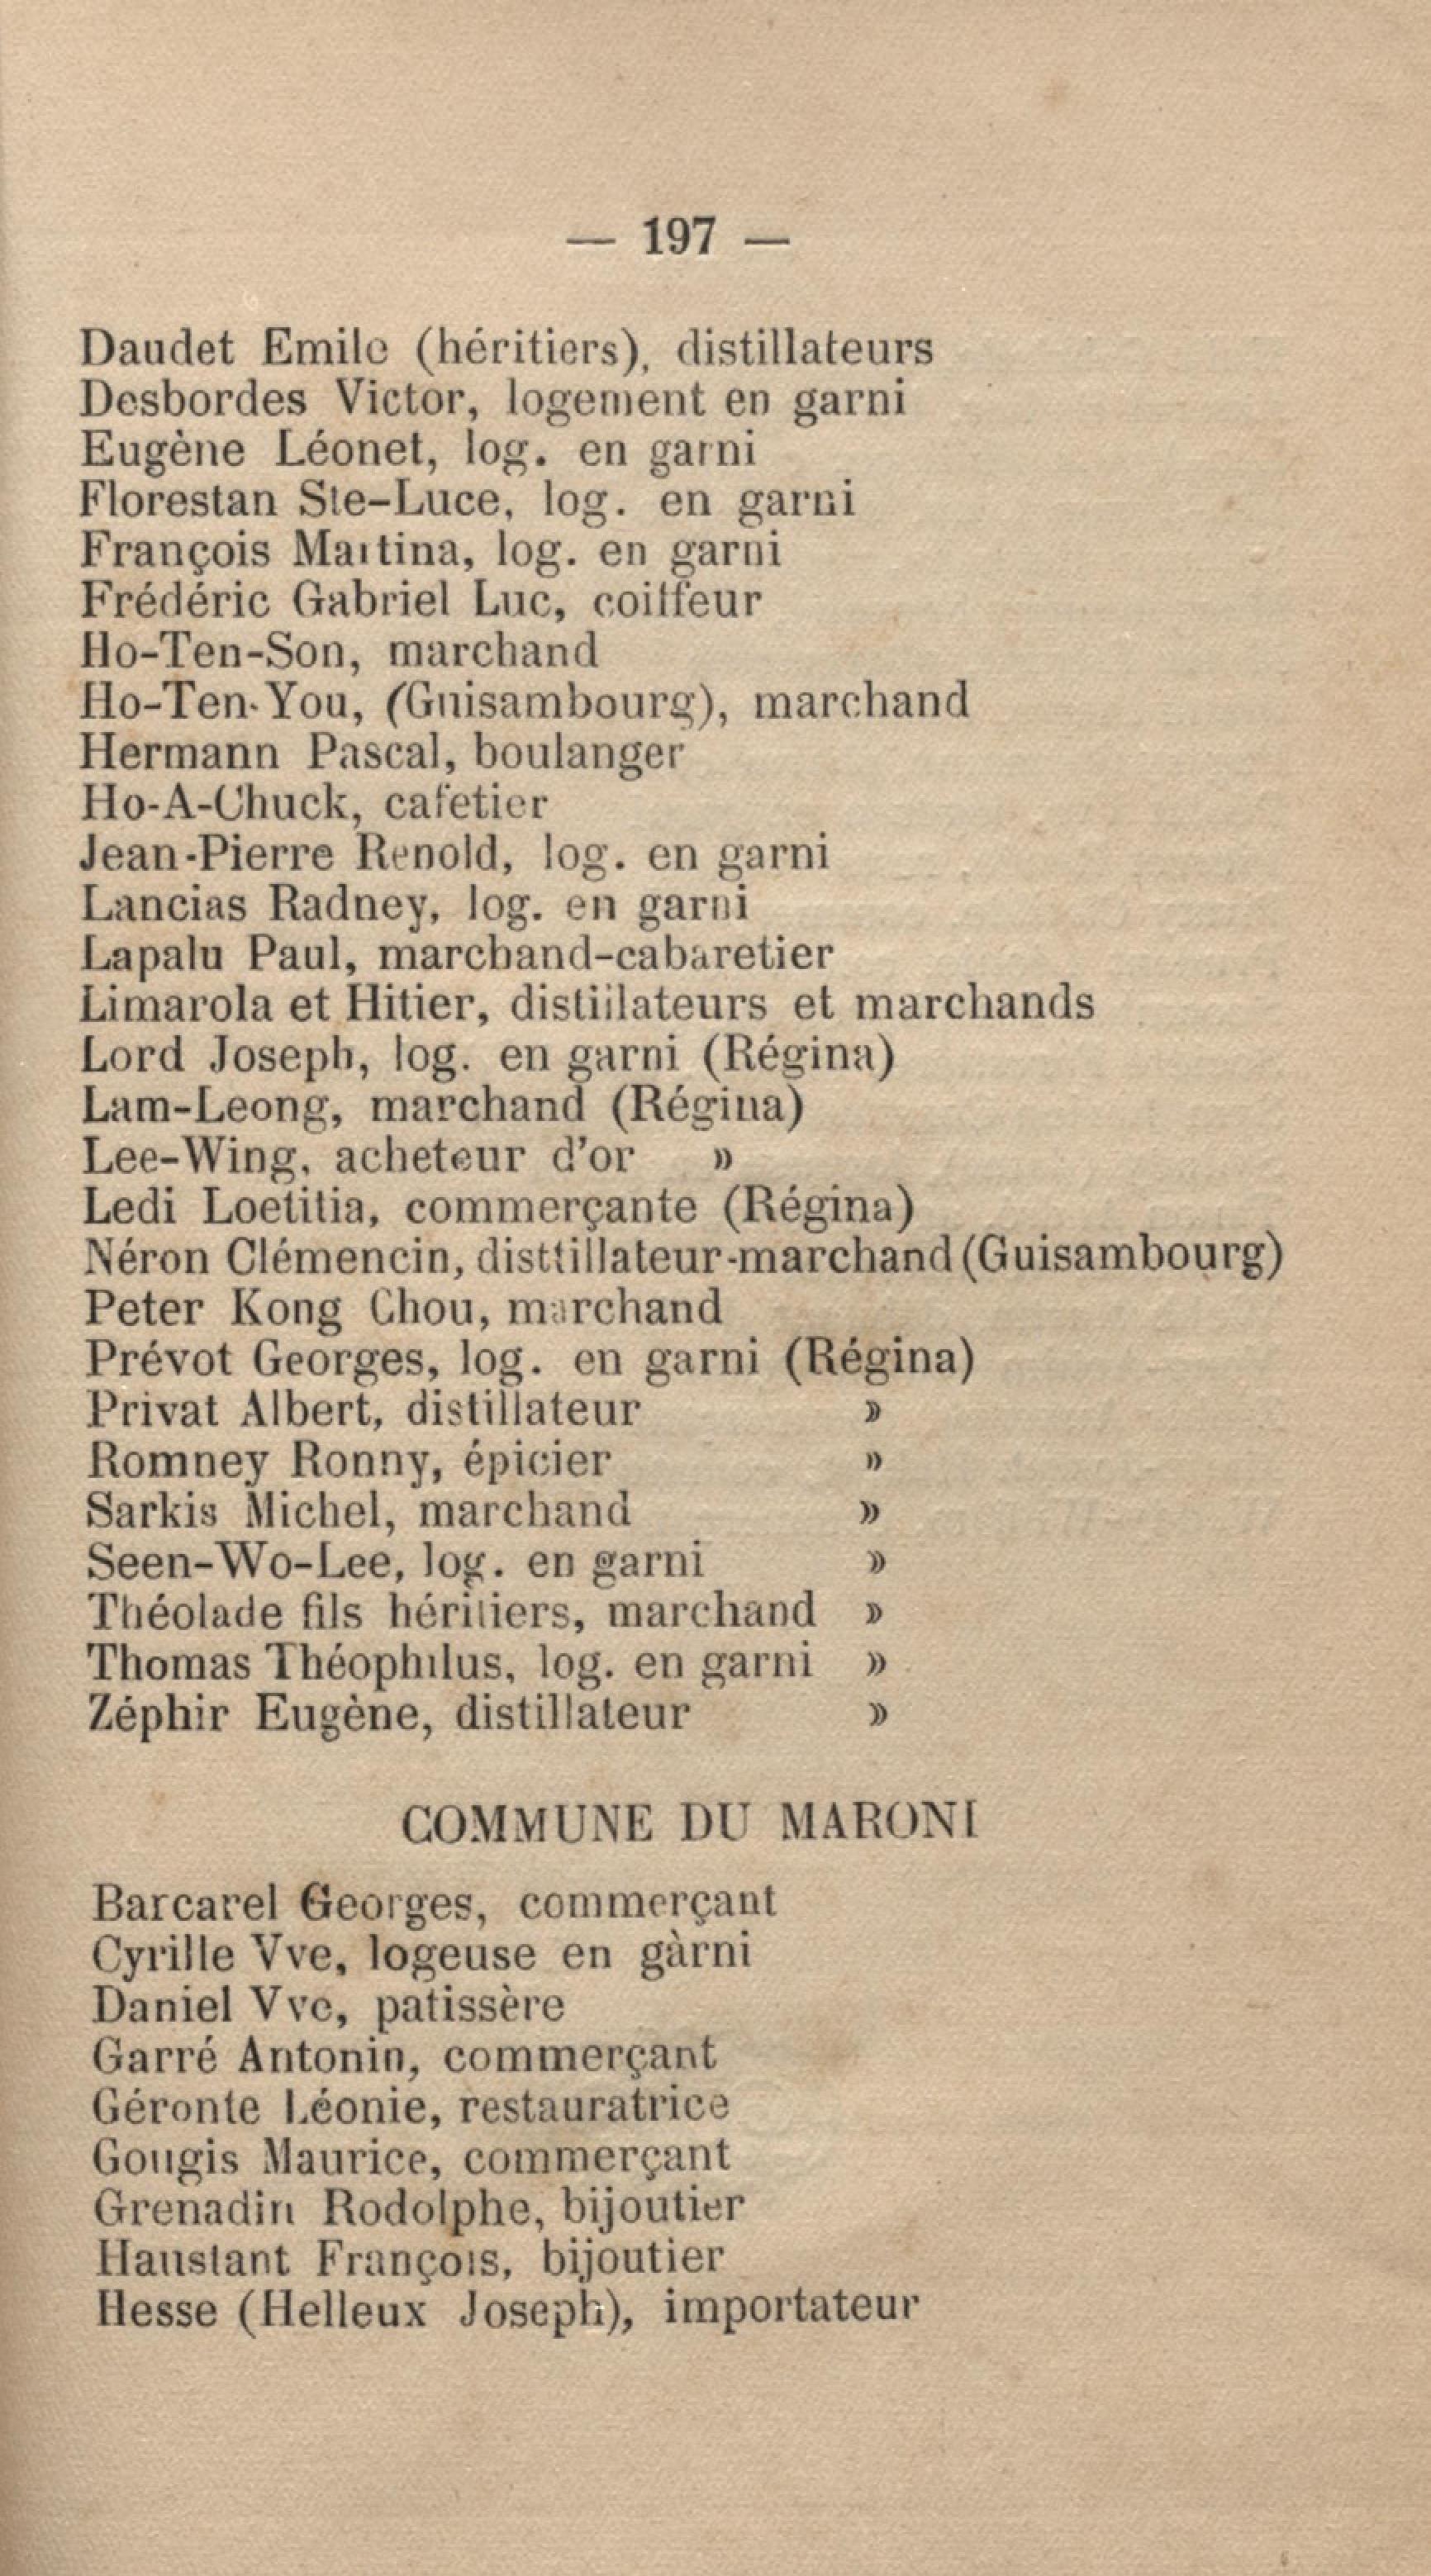 — 197 —
Daudet Emile (héritiers), distillateurs
Desbordes Victor, logement en garni
Eugène Léonet, log. en garni
Florestan Ste-Luce, log. en garni
François Martina, log. en garni
Frédéric Gabriel Luc, coiffeur
Ho-Ten-Son, marchand
Ho-Ten-You, (Guisambourg), marchand
Hermann Pascal, boulanger
Ho-A-Chuck, cafetier
Jean-Pierre Renold, log. en garni
Lancias Radney, log. en garni
Lapalu Paul, marchand-cabaretier
Limarola et Hitier, distillateurs et marchands
Lord Joseph, log. en garni (Régina)
Lam-Leong, marchand (Régina)
Lee-Wing, acheteur d'or »
Ledi Loetitia, commerçante (Régina)
Néron Clémencin, disttillateur-marchand (Guisambourg)
Peter Kong Chou, marchand
Prévot Georges, log. en garni (Régina)
Privat Albert, distillateur »
Romney Ronny, épicier »
Sarkis Michel, marchand »
Seen-Wo-Lee, log. en garni »
Théolade fils héritiers, marchand »
Thomas Théophilus, log. en garni »
Zéphir Eugène, distillateur »
COMMUNE DU MARONI
Barcarel Georges, commerçant
Cyrille Vve, logeuse en gàrni
Daniel Vve, patissère
Garré Antonin, commerçant
Géronte Léonie, restauratrice
Gougis Maurice, commerçant
Grenadin Rodolphe, bijoutier
Haustant François, bijoutier
Hesse (Helleux Joseph), importateur